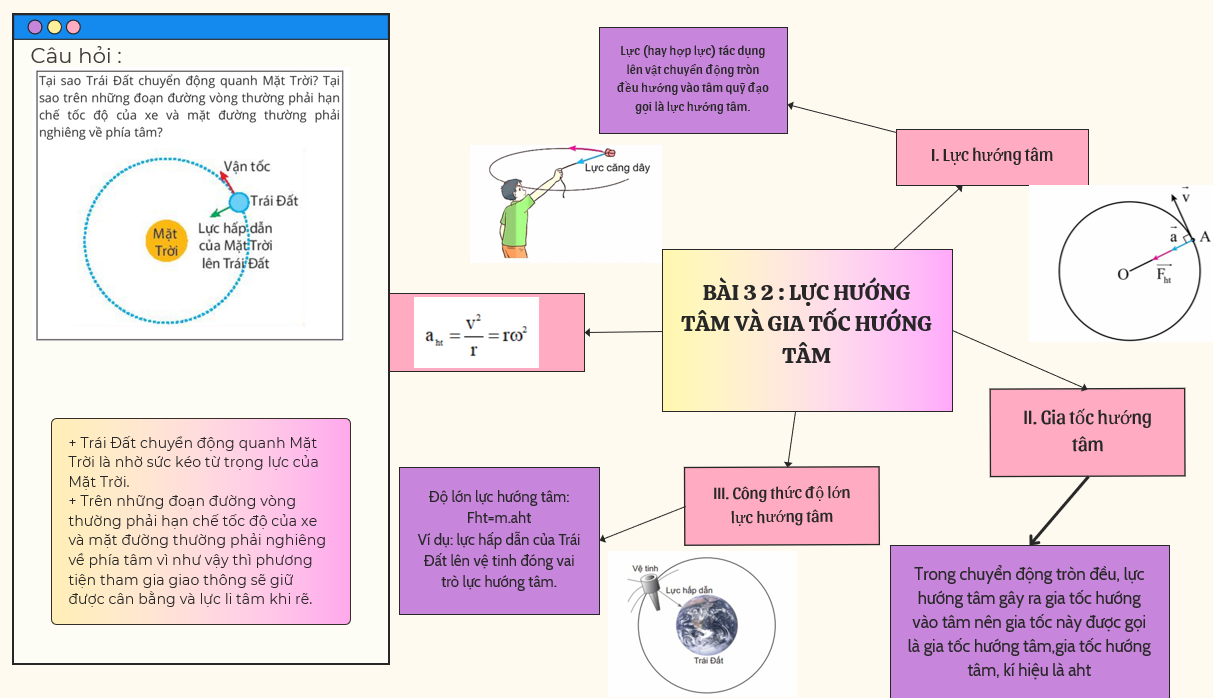 Câu hỏi :
Tại sao Trái Đất chuyển động quanh Mặt Trời? Tại
sao trên những đoạn đường vòng thường phải hạn
chế tốc độ của xe và mặt đường thường phải
nghiêng về phía tâm?
Vận tốc
Trái Đất
Mặt
Trời
Lực hấp dẫn
của Mặt Trời
lên Trái Đất
+ Trái Đất chuyển động quanh Mặt
Trời là nhờ sức kéo từ trọng lực của
Mặt Trời.
+ Trên những đoạn đường vòng
thường phải hạn chế tốc độ của xe
và mặt đường thường phải nghiêng
về phía tâm vì như vậy thì phương
tiện tham gia giao thông sẽ giữ
được cân bằng và lực li tâm khi rẽ.
Lực (hay hợp lực) tác dụng
lên vật chuyển động tròn
đều hướng vào tâm quỹ đạo
gọi là lực hướng tâm.
Lực căng dây
I. Lực hướng tâm
v
a
A
O
F_ht
BÀI 3 2 : LỰC HƯỚNG
TÂM VÀ GIA TỐC HƯỚNG
TÂM
a_ht = v²/r = rω²
II. Gia tốc hướng
tâm
Trong chuyển động tròn đều, lực
hướng tâm gây ra gia tốc hướng
vào tâm nên gia tốc này được gọi
là gia tốc hướng tâm,gia tốc hướng
tâm, kí hiệu là aht
III. Công thức độ lớn
lực hướng tâm
Độ lớn lực hướng tâm:
Fht=m.aht
Ví dụ: lực hấp dẫn của Trái
Đất lên vệ tinh đóng vai
trò lực hướng tâm.
Vệ tinh
Lực hấp dẫn
Trái Đất